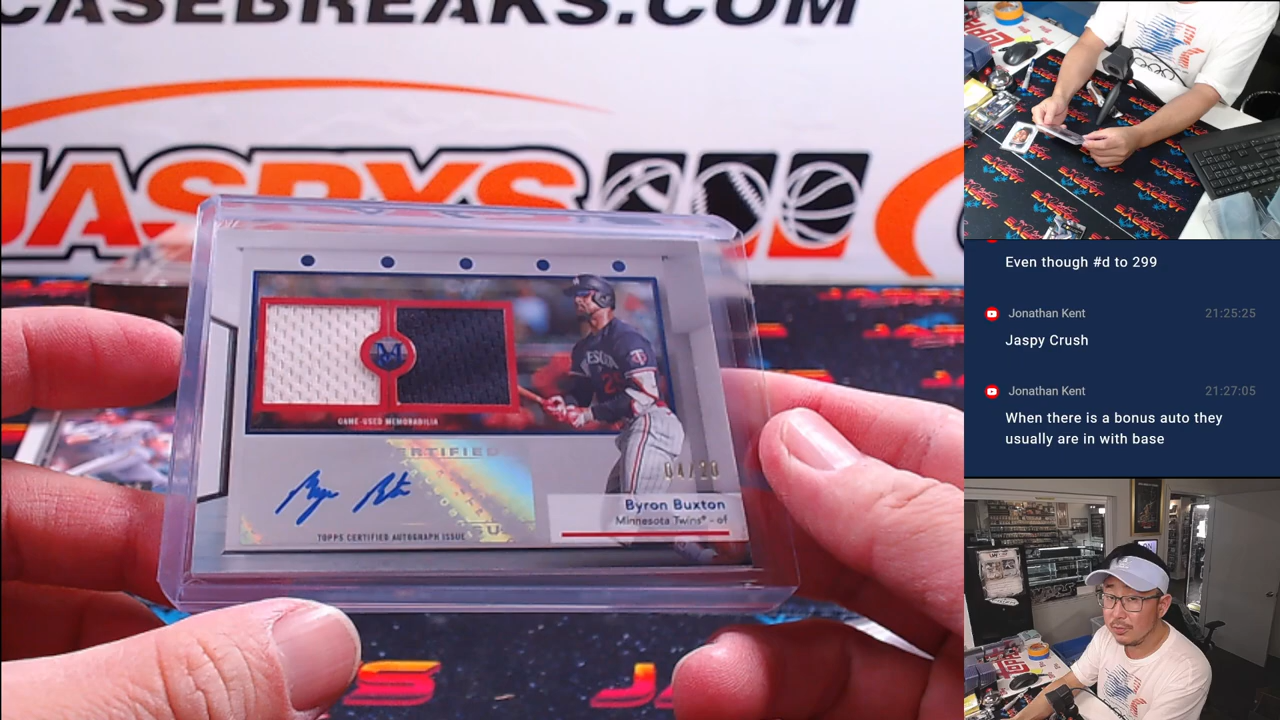 CASEBREAKS.COM
JASPYS
M
GAME-USED MEMORABILIA
CERTIFIED
04/20
Byron Buxton
Minnesota Twins® - of
TOPPS CERTIFIED AUTOGRAPH ISSUE
Even though #d to 299
Jonathan Kent 21:25:25
Jaspy Crush
Jonathan Kent 21:27:05
When there is a bonus auto they
usually are in with base